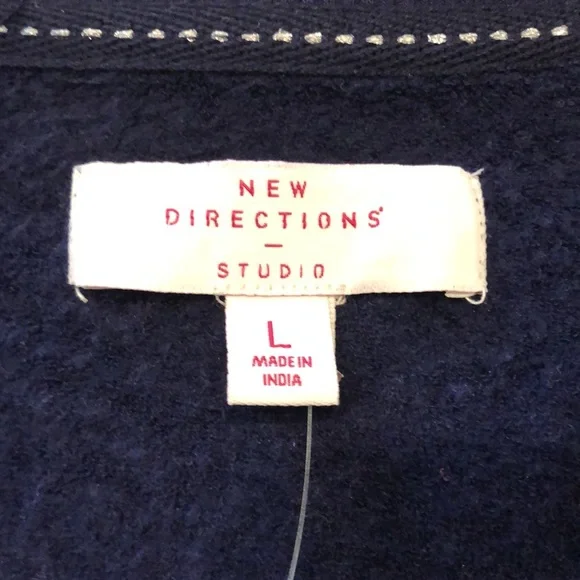 NEW
DIRECTIONS®
—
STUDIO
L
MADE IN
INDIA